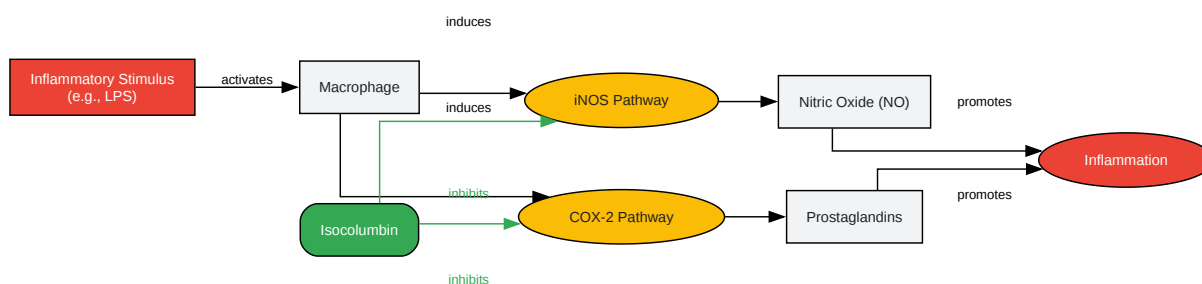 induces
Inflammatory Stimulus
(e.g., LPS)
activates
Macrophage
iNOS Pathway
induces
Nitric Oxide (NO)
promotes
Inflammation
inhibits
promotes
Isocolumbin
COX-2 Pathway
Prostaglandins
inhibits